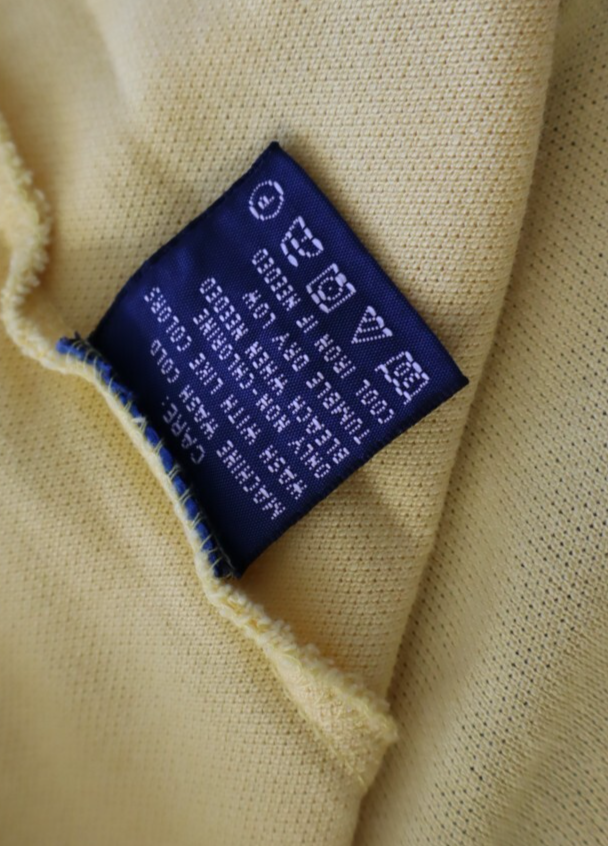 CARE:
MACHINE WASH COLD
WASH WITH LIKE COLORS
ONLY NON CHLORINE
BLEACH WHEN NEEDED
TUMBLE DRY LOW
COOL IRON IF NEEDED
P